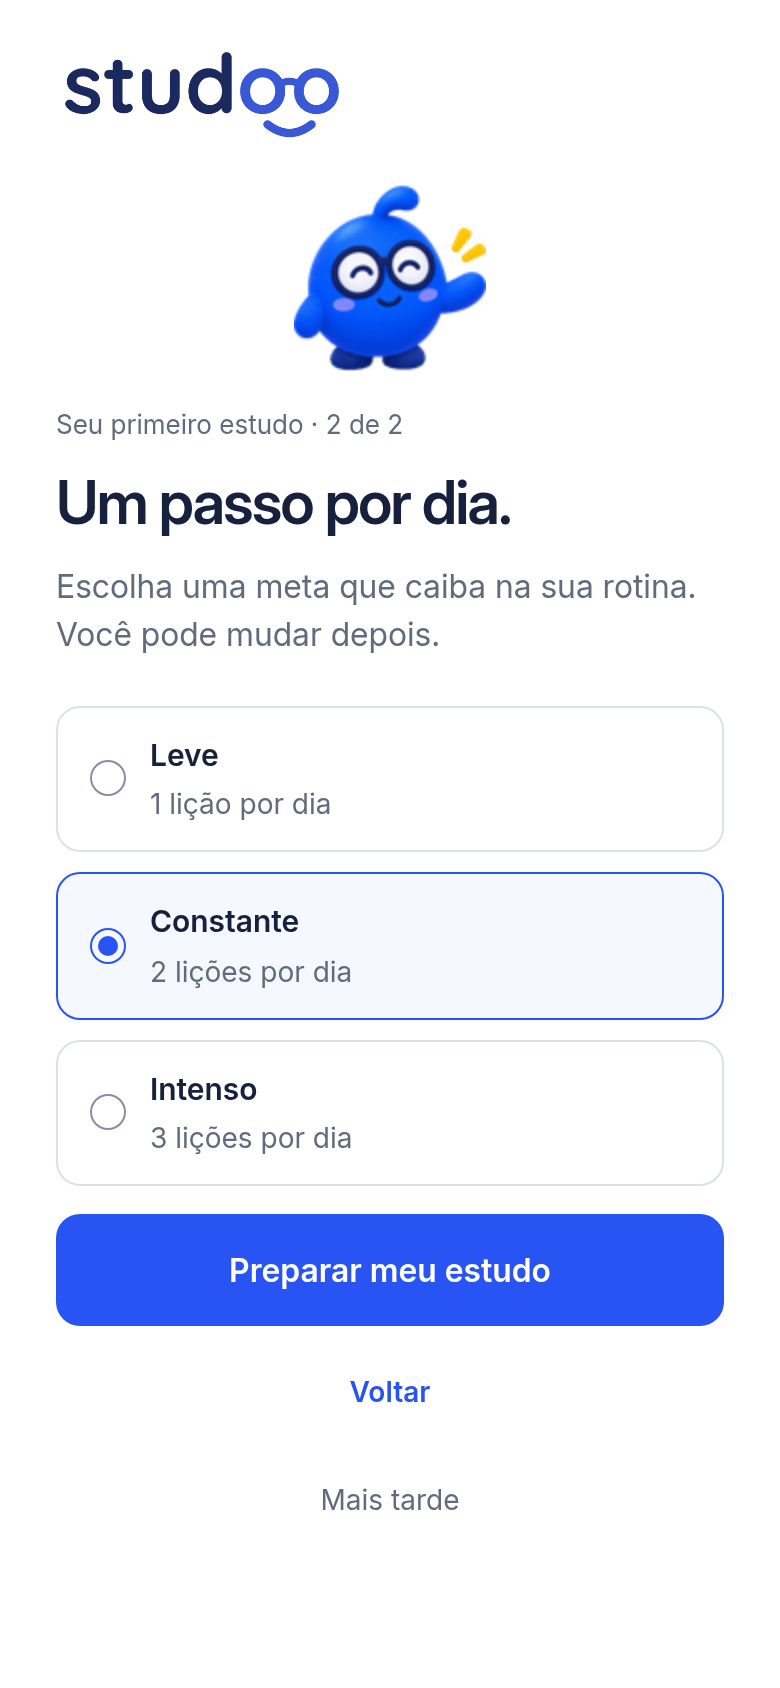 studoo
Seu primeiro estudo · 2 de 2
Um passo por dia.
Escolha uma meta que caiba na sua rotina.
Você pode mudar depois.
Leve
1 lição por dia
Constante
2 lições por dia
Intenso
3 lições por dia
Preparar meu estudo
Voltar
Mais tarde